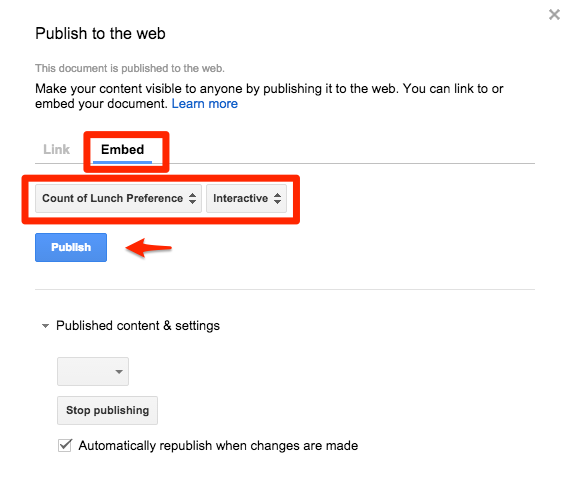 Publish to the web
This document is published to the web.
Make your content visible to anyone by publishing it to the web. You can link to or
embed your document. Learn more
Link Embed
Count of Lunch Preference Interactive
Publish
Published content & settings
Stop publishing
Automatically republish when changes are made